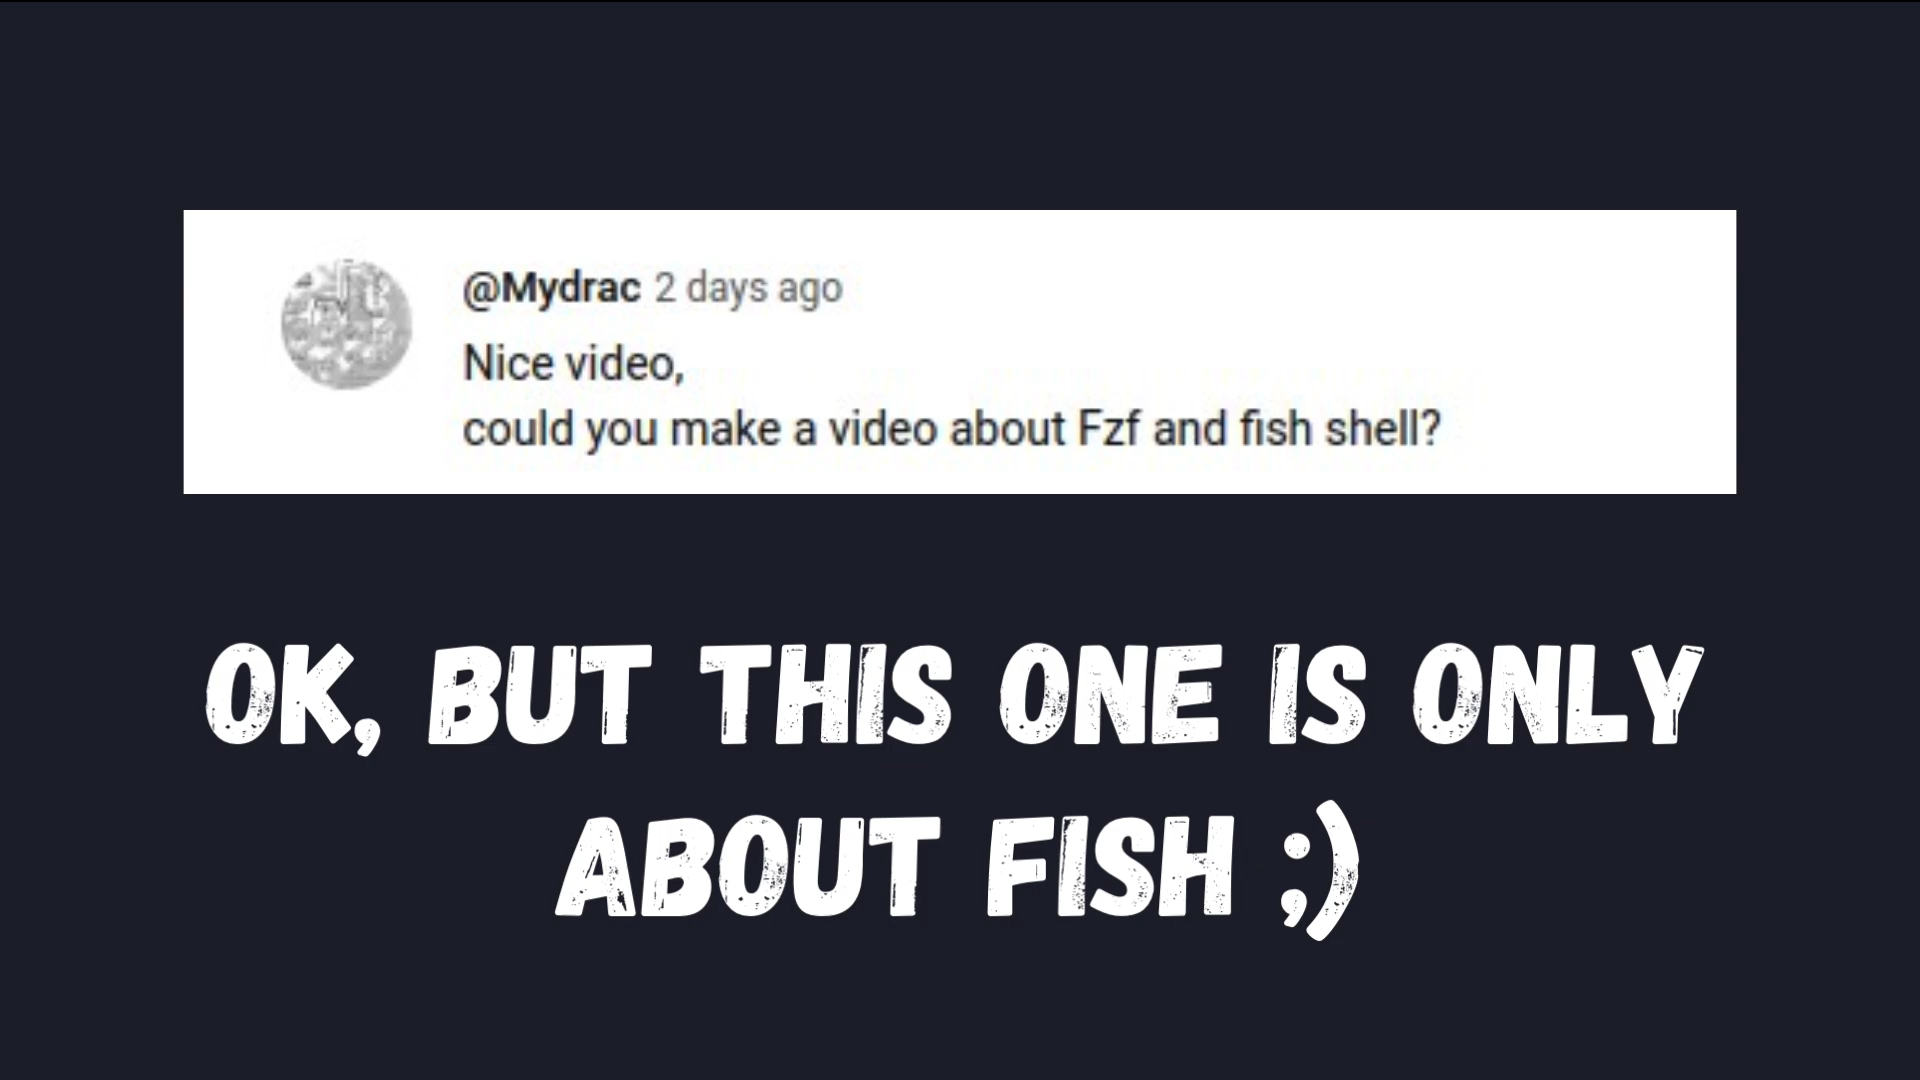 @Mydrac 2 days ago
Nice video,
could you make a video about Fzf and fish shell?
OK, BUT THIS ONE IS ONLY
ABOUT FISH ;)